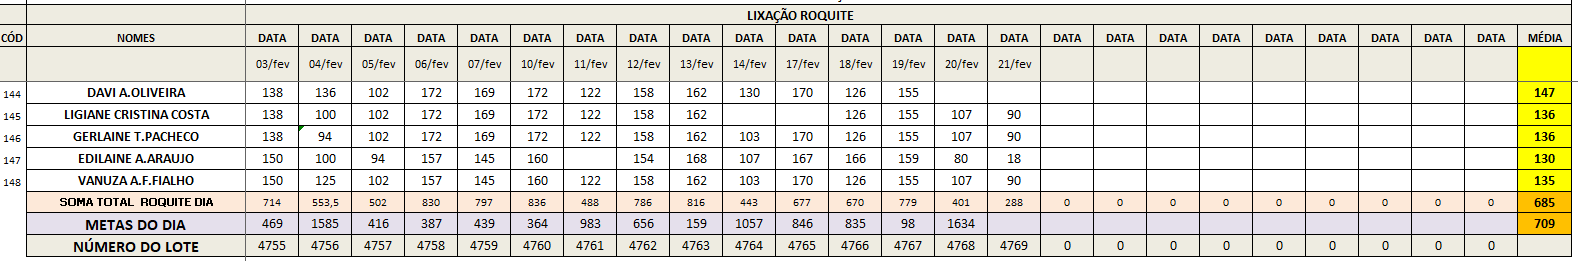 LIXAÇÃO ROQUITE
CÓD NOMES DATA DATA DATA DATA DATA DATA DATA DATA DATA DATA DATA DATA DATA DATA DATA DATA DATA DATA DATA DATA DATA DATA DATA DATA MÉDIA
03/fev 04/fev 05/fev 06/fev 07/fev 10/fev 11/fev 12/fev 13/fev 14/fev 17/fev 18/fev 19/fev 20/fev 21/fev
144 DAVI A.OLIVEIRA 138 136 102 172 169 172 122 158 162 130 170 126 155 147
145 LIGIANE CRISTINA COSTA 138 100 102 172 169 172 122 158 162 126 155 107 90 136
146 GERLAINE T.PACHECO 138 94 102 172 169 172 122 158 162 103 170 126 155 107 90 136
147 EDILAINE A.ARAUJO 150 100 94 157 145 160 154 168 107 167 166 159 80 18 130
148 VANUZA A.F.FIALHO 150 125 102 157 145 160 122 158 162 103 170 126 155 107 90 135
SOMA TOTAL ROQUITE DIA 714 553,5 502 830 797 836 488 786 816 443 677 670 779 401 288 0 0 0 0 0 0 0 0 0 685
METAS DO DIA 469 1585 416 387 439 364 983 656 159 1057 846 835 98 1634 709
NÚMERO DO LOTE 4755 4756 4757 4758 4759 4760 4761 4762 4763 4764 4765 4766 4767 4768 4769 0 0 0 0 0 0 0 0 0